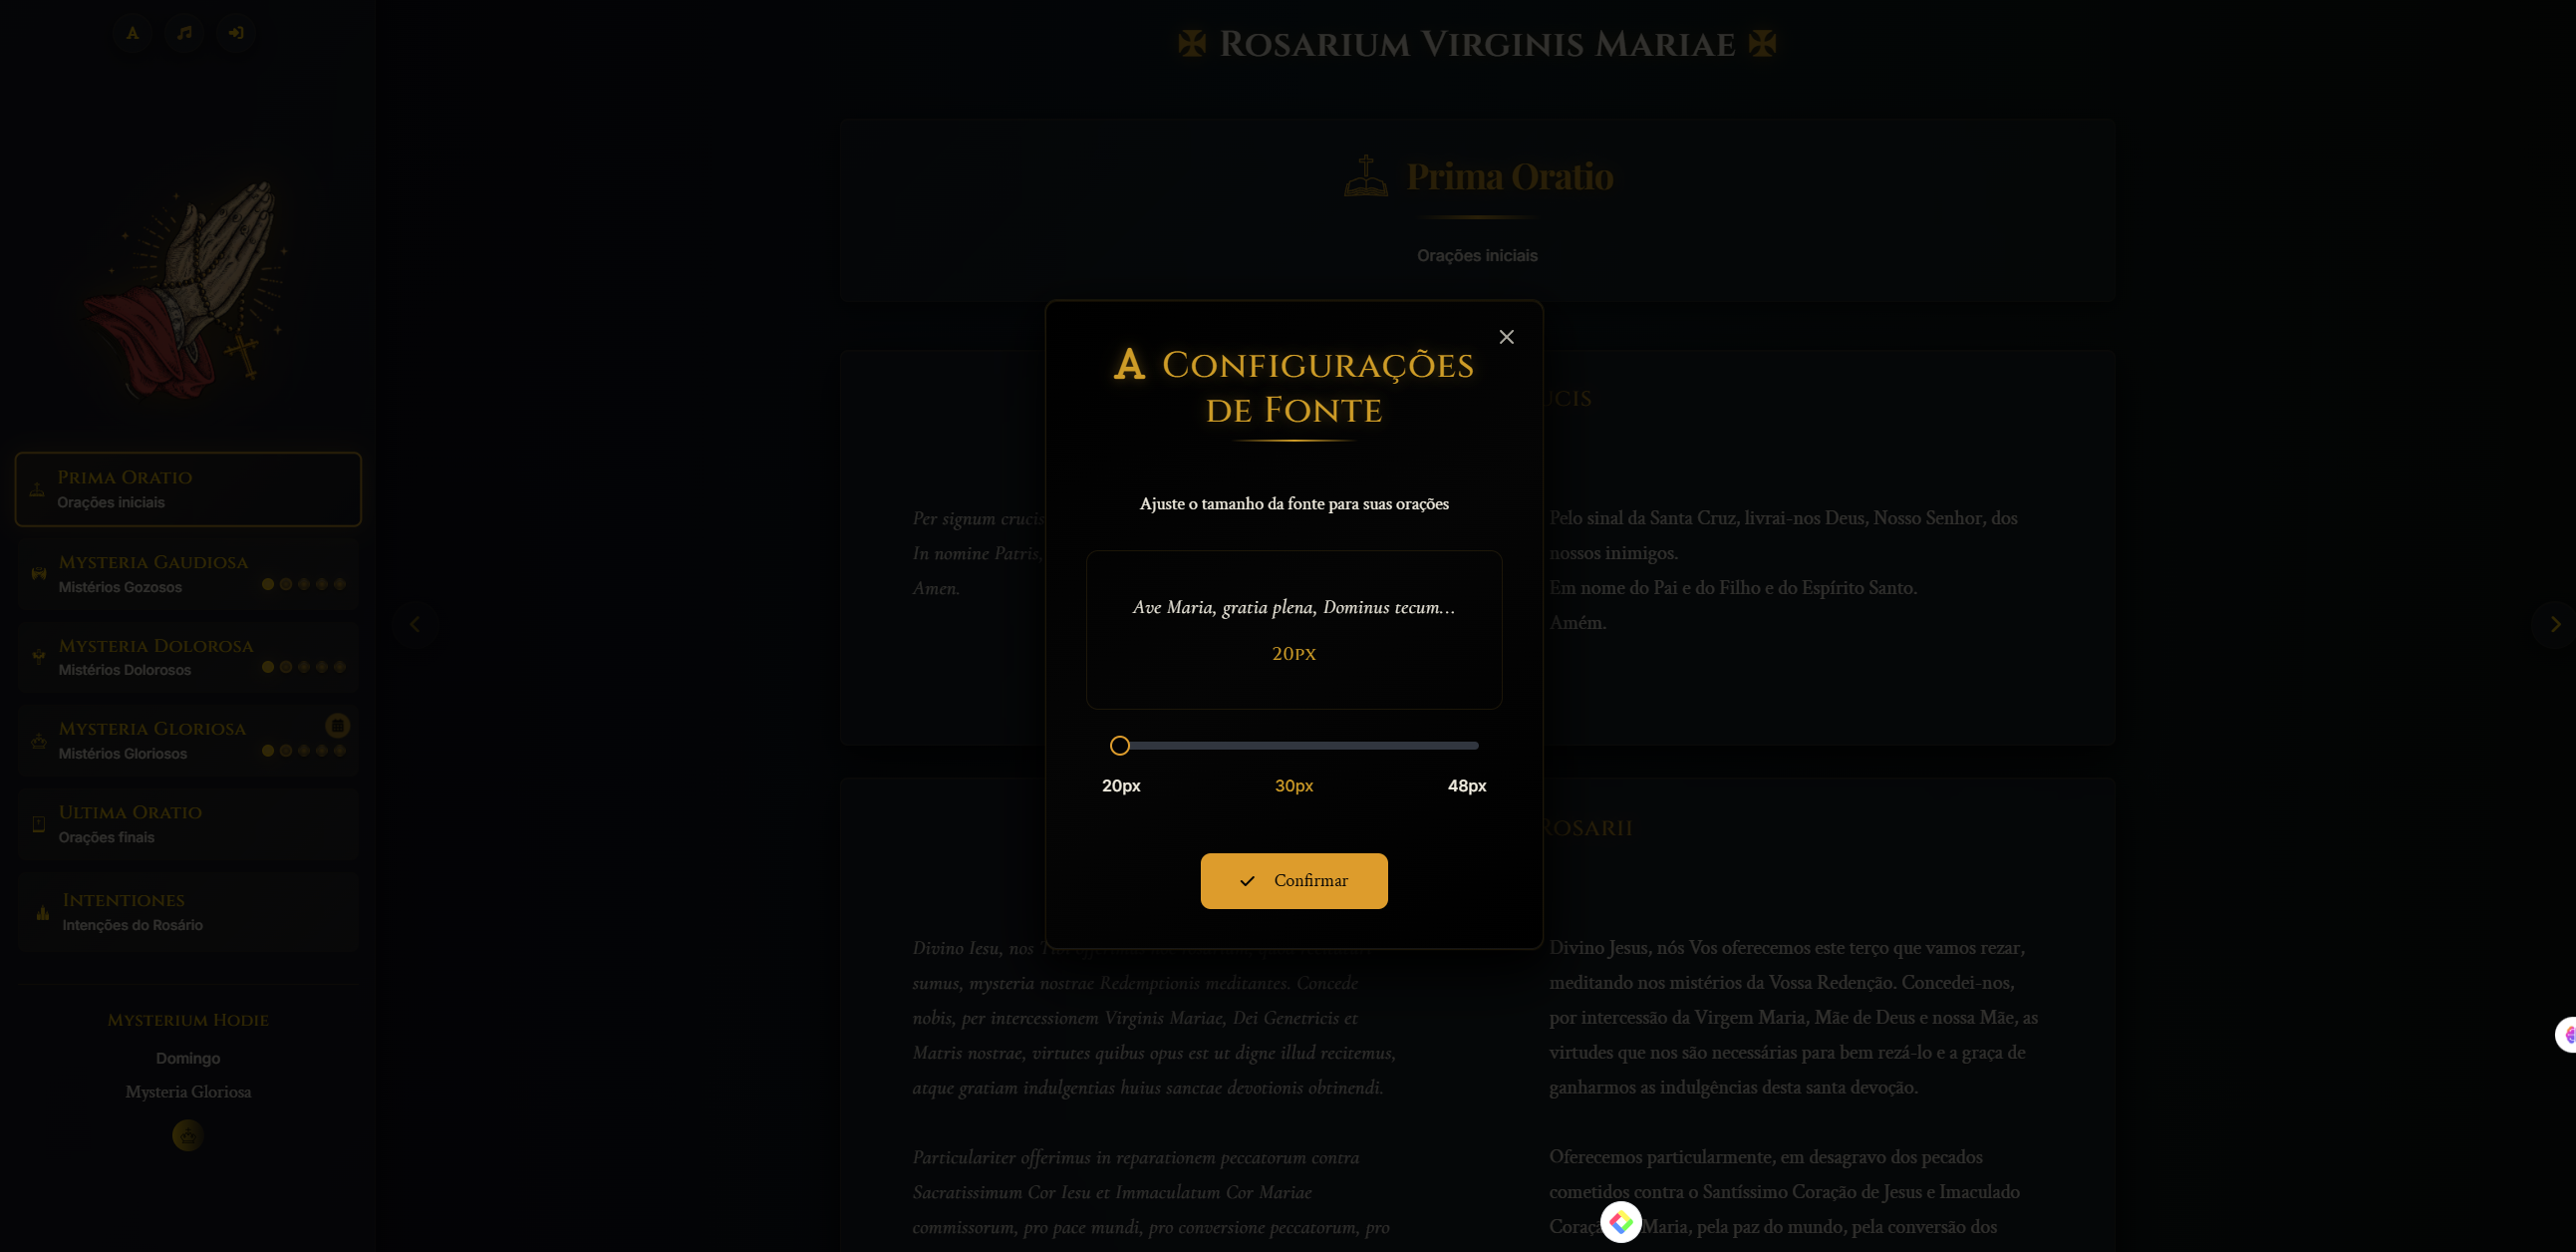 ✠ Rosarium Virginis Mariae ✠
Prima Oratio
Orações iniciais
Prima Oratio
Orações iniciais
Mysteria Gaudiosa
Mistérios Gozosos
Mysteria Dolorosa
Mistérios Dolorosos
Mysteria Gloriosa
Mistérios Gloriosos
Ultima Oratio
Orações finais
Intentiones
Intenções do Rosário
Mysterium Hodie
Domingo
Mysteria Gloriosa
A Configurações
de Fonte
Ajuste o tamanho da fonte para suas orações
Ave Maria, gratia plena, Dominus tecum...
20px
20px 30px 48px
Confirmar
Per signum crucis
In nomine Patris,
Amen.
Pelo sinal da Santa Cruz, livrai-nos Deus, Nosso Senhor, dos
nossos inimigos.
Em nome do Pai e do Filho e do Espírito Santo.
Amém.
Rosarii
Divino Iesu, nos
sumus, mysteria nostrae Redemptionis meditantes. Concede
nobis, per intercessionem Virginis Mariae, Dei Genetricis et
Matris nostrae, virtutes quibus opus est ut digne illud recitemus,
atque gratiam indulgentias huius sanctae devotionis obtinendi.
Particulariter offerimus in reparationem peccatorum contra
Sacratissimum Cor Iesu et Immaculatum Cor Mariae
commissorum, pro pace mundi, pro conversione peccatorum, pro
Divino Jesus, nós Vos oferecemos este terço que vamos rezar,
meditando nos mistérios da Vossa Redenção. Concedei-nos,
por intercessão da Virgem Maria, Mãe de Deus e nossa Mãe, as
virtudes que nos são necessárias para bem rezá-lo e a graça de
ganharmos as indulgências desta santa devoção.
Oferecemos particularmente, em desagravo dos pecados
cometidos contra o Santíssimo Coração de Jesus e Imaculado
Maria, pela paz do mundo, pela conversão dos